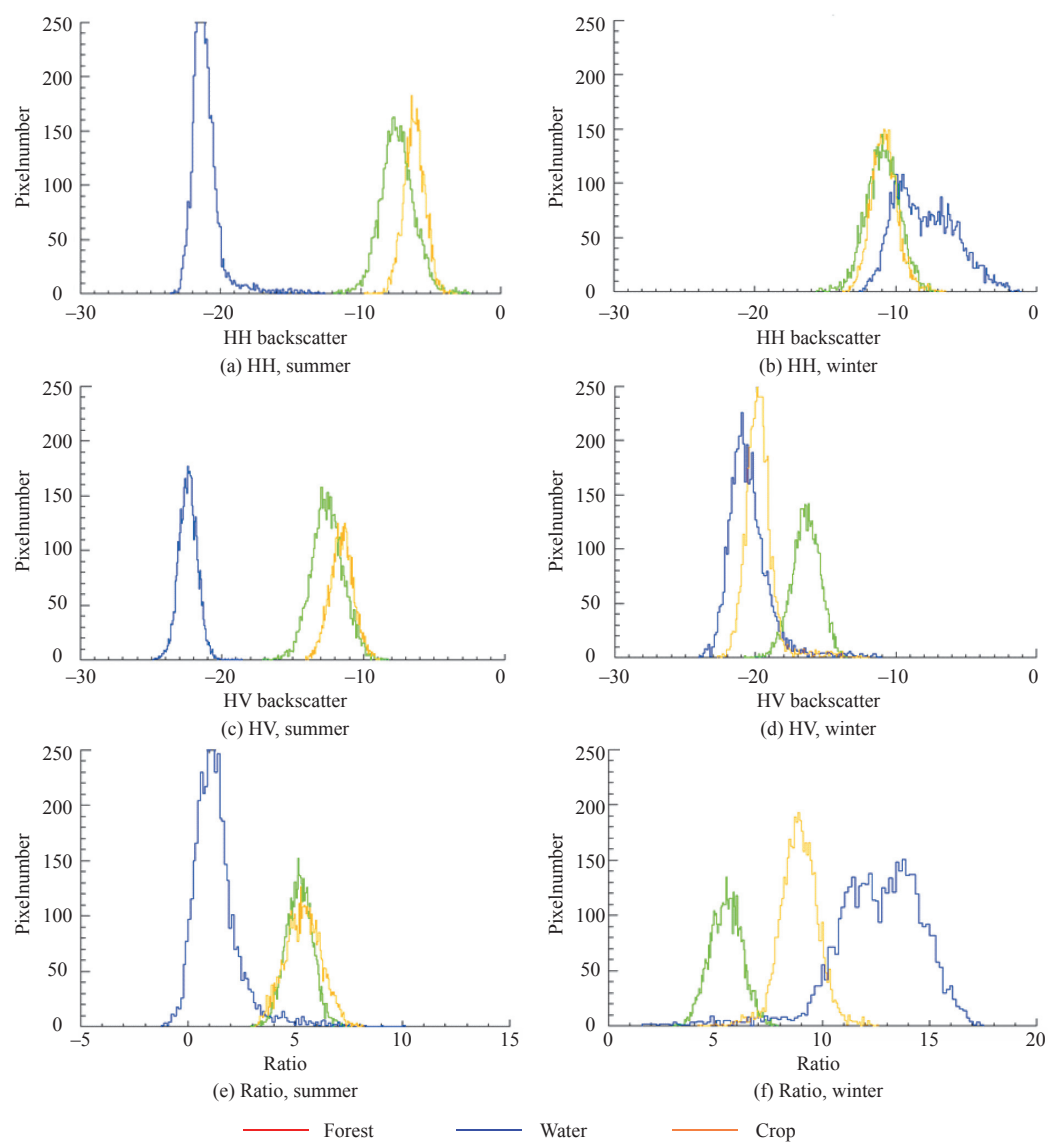 250
200
150
100
50
0
Pixelnumber
–30
–20
–10
0
HH backscatter
(a) HH, summer
250
200
150
100
50
0
Pixelnumber
–30
–20
–10
0
HH backscatter
(b) HH, winter
250
200
150
100
50
0
Pixelnumber
–30
–20
–10
0
HV backscatter
(c) HV, summer
250
200
150
100
50
0
Pixelnumber
–30
–20
–10
0
HV backscatter
(d) HV, winter
250
200
150
100
50
0
Pixelnumber
–5
0
5
10
15
Ratio
(e) Ratio, summer
250
200
150
100
50
0
Pixelnumber
0
5
10
15
20
Ratio
(f) Ratio, winter
Forest
Water
Crop